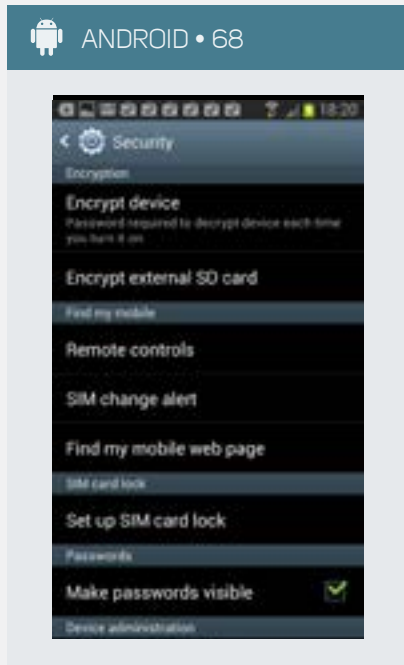 ANDROID • 68
18:20
Security
Encryption
Encrypt device
Password required to decrypt device each time
you turn it on
Encrypt external SD card
Find my mobile
Remote controls
SIM change alert
Find my mobile web page
SIM card lock
Set up SIM card lock
Passwords
Make passwords visible
Device administration